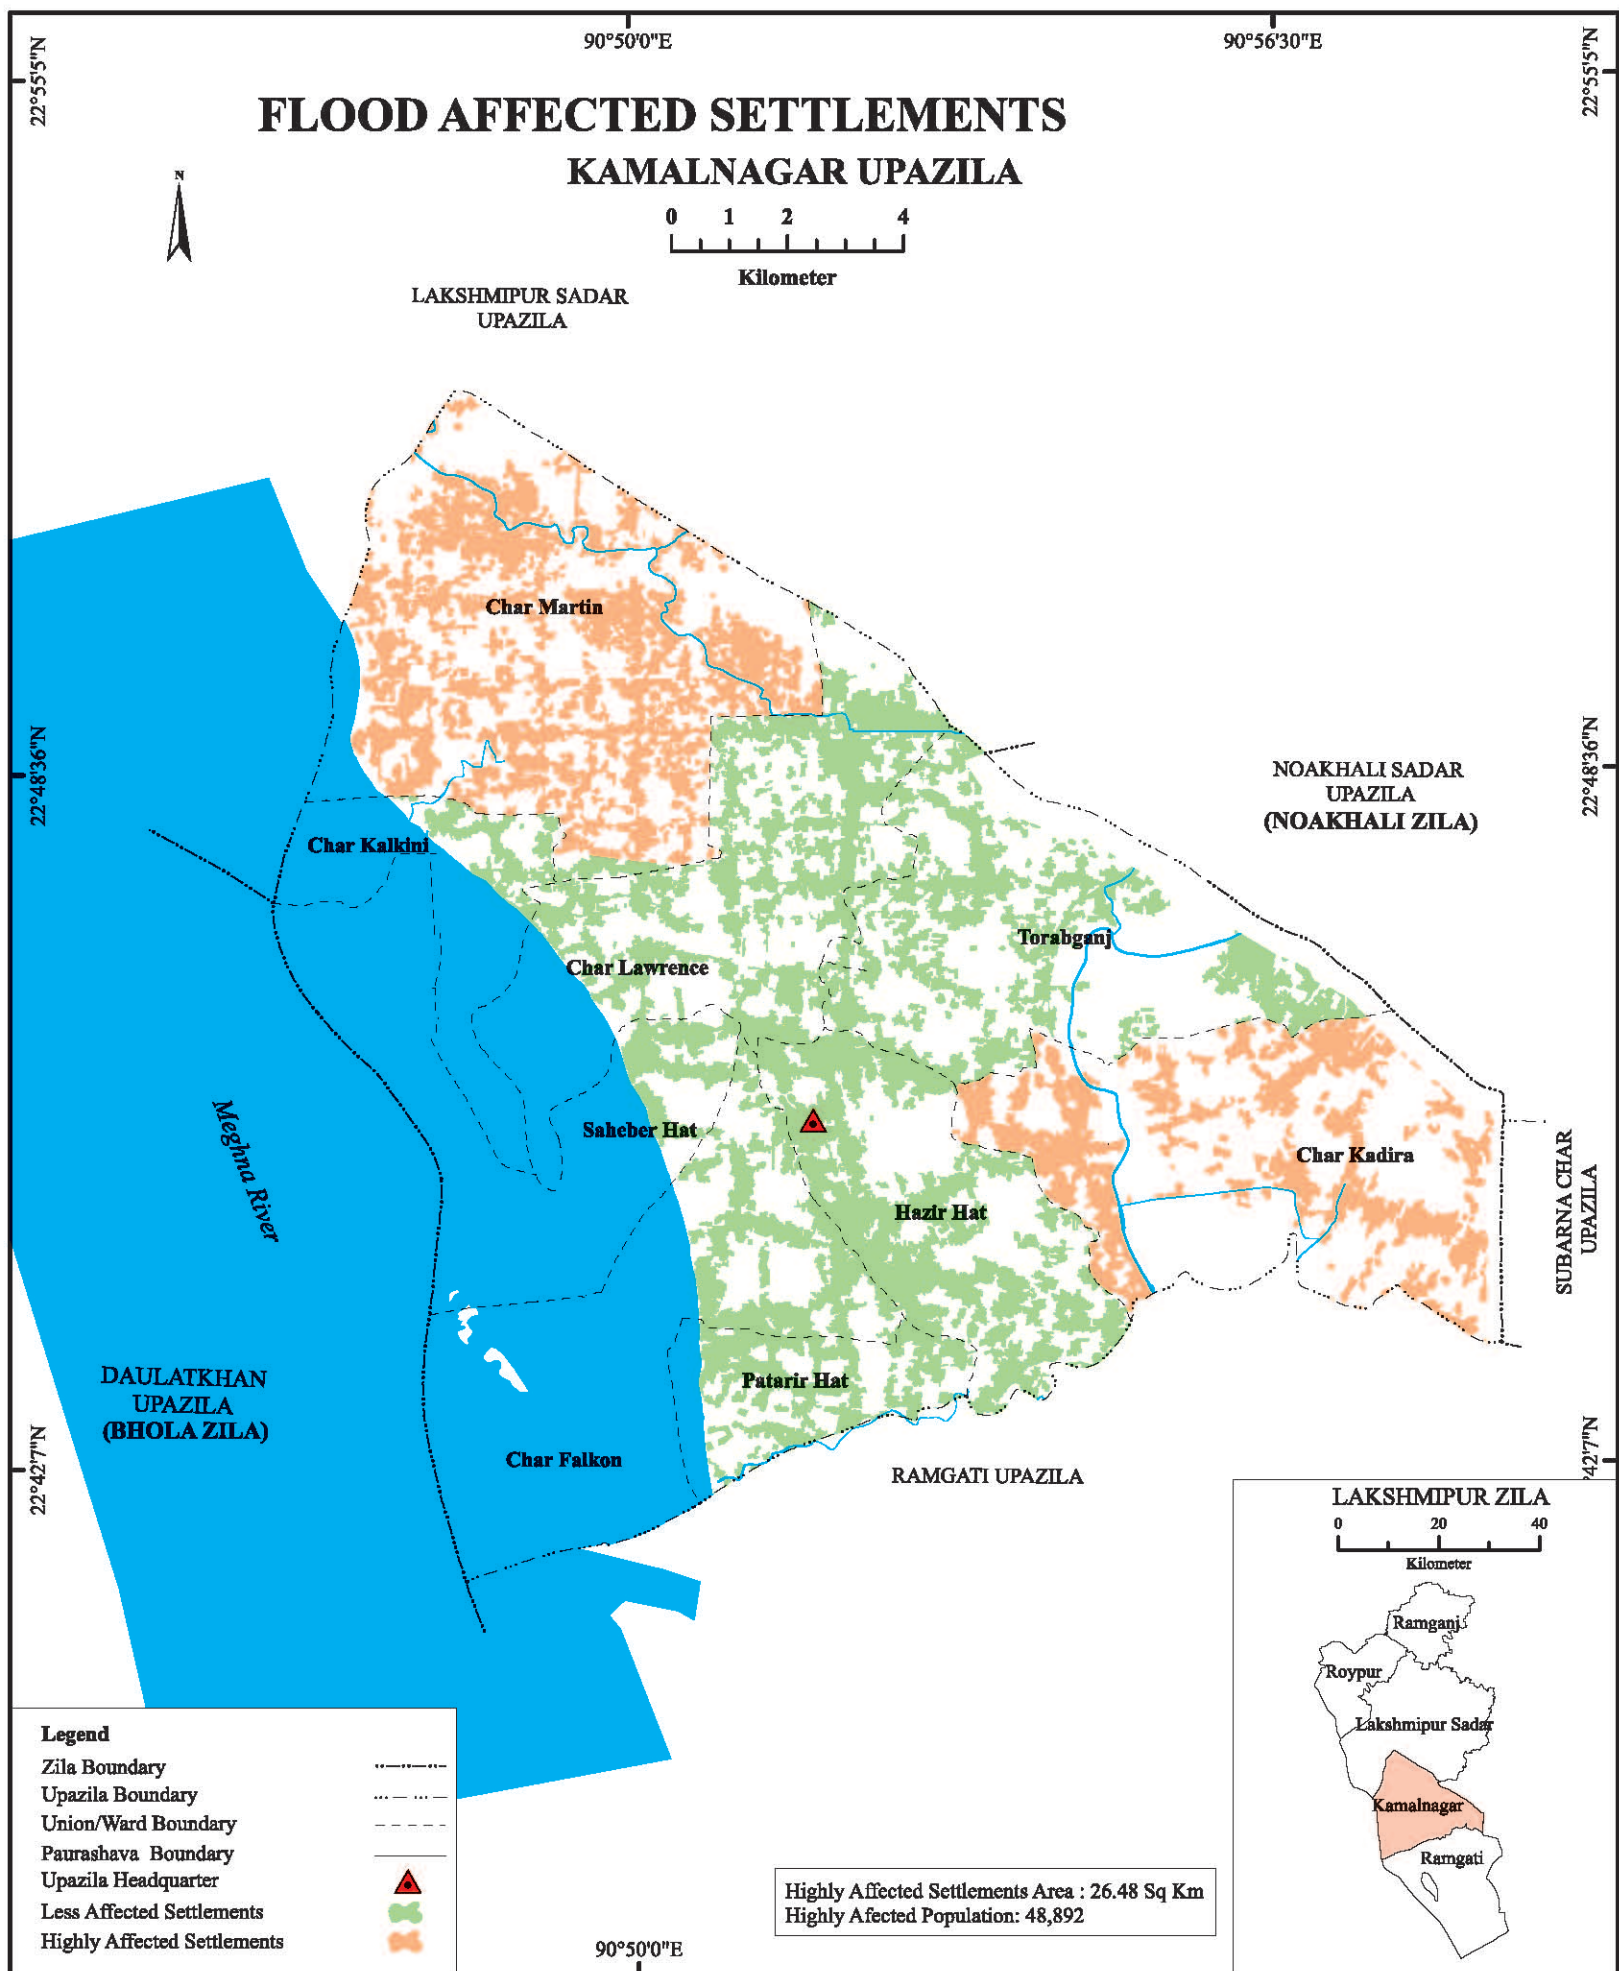 90°50'0"E
90°56'30"E
22°55'5"N
22°55'5"N
FLOOD AFFECTED SETTLEMENTS
KAMALNAGAR UPAZILA
N
0 1 2 4
Kilometer
LAKSHMIPUR SADAR
UPAZILA
Char Martin
22°48'36"N
22°48'36"N
NOAKHALI SADAR
UPAZILA
(NOAKHALI ZILA)
Char Kalkini
Torabganj
Char Lawrence
Meghna River
Saheber Hat
Char Kadira
SUBARNA CHAR
UPAZILA
Hazir Hat
DAULATKHAN
UPAZILA
(BHOLA ZILA)
Patarir Hat
Char Falkon
RAMGATI UPAZILA
22°42'7"N
°42'7"N
LAKSHMIPUR ZILA
0 20 40
Kilometer
Ramganj
Roypur
Lakshmipur Sadar
Kamalnagar
Ramgati
Legend
Zila Boundary
Upazila Boundary
Union/Ward Boundary
Paurashava Boundary
Upazila Headquarter
Less Affected Settlements
Highly Affected Settlements
Highly Affected Settlements Area : 26.48 Sq Km
Highly Afected Population: 48,892
90°50'0"E